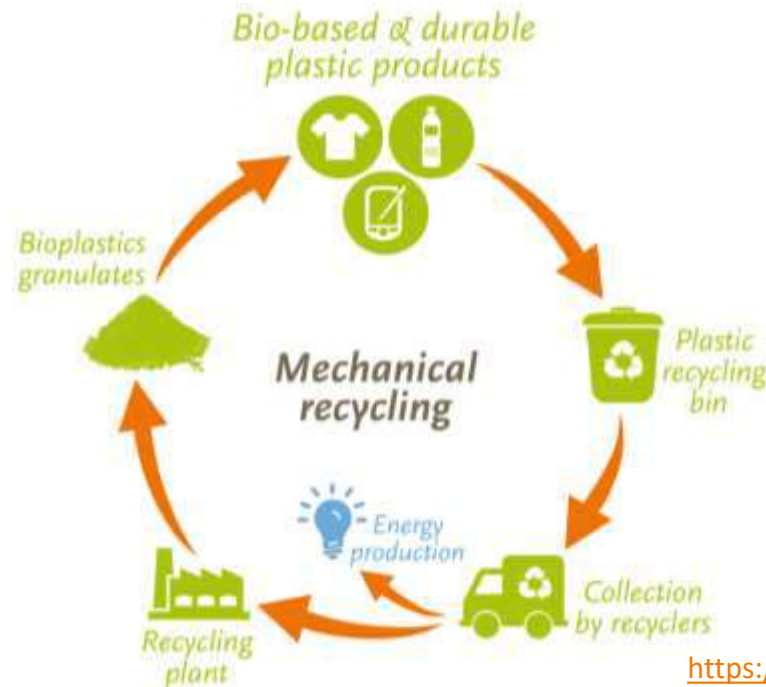 Bio-based & durable
plastic products
Bioplastics
granulates
Mechanical
recycling
Plastic
recycling
bin
Energy
production
Collection
by recyclers
Recycling
plant
https:/